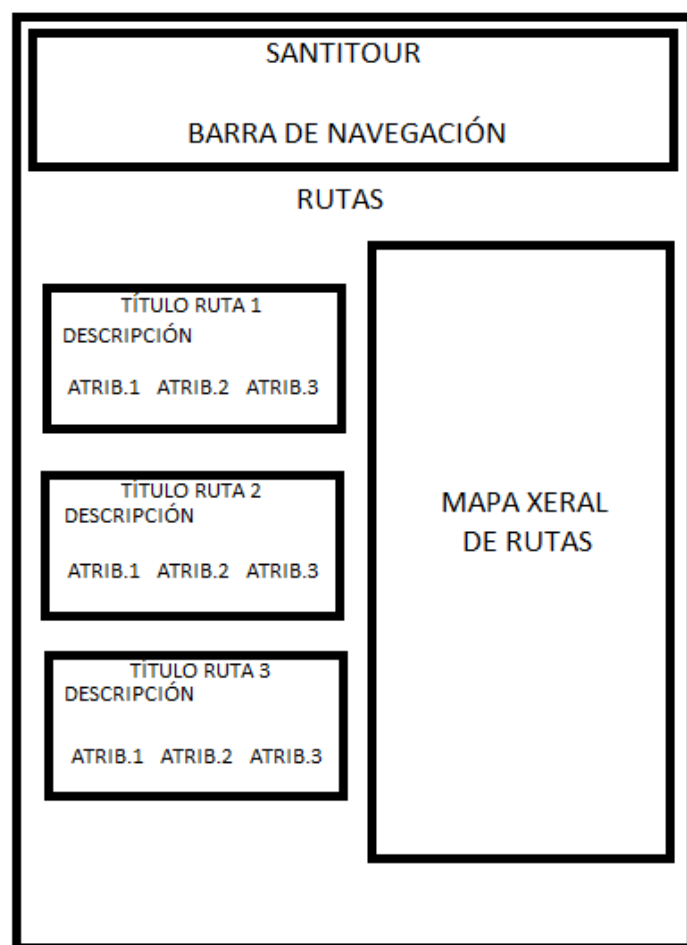 SANTITOUR
BARRA DE NAVEGACIÓN
RUTAS
TÍTULO RUTA 1
DESCRIPCIÓN
ATRIB.1 ATRIB.2 ATRIB.3
TÍTULO RUTA 2
DESCRIPCIÓN
ATRIB.1 ATRIB.2 ATRIB.3
TÍTULO RUTA 3
DESCRIPCIÓN
ATRIB.1 ATRIB.2 ATRIB.3
MAPA XERAL
DE RUTAS